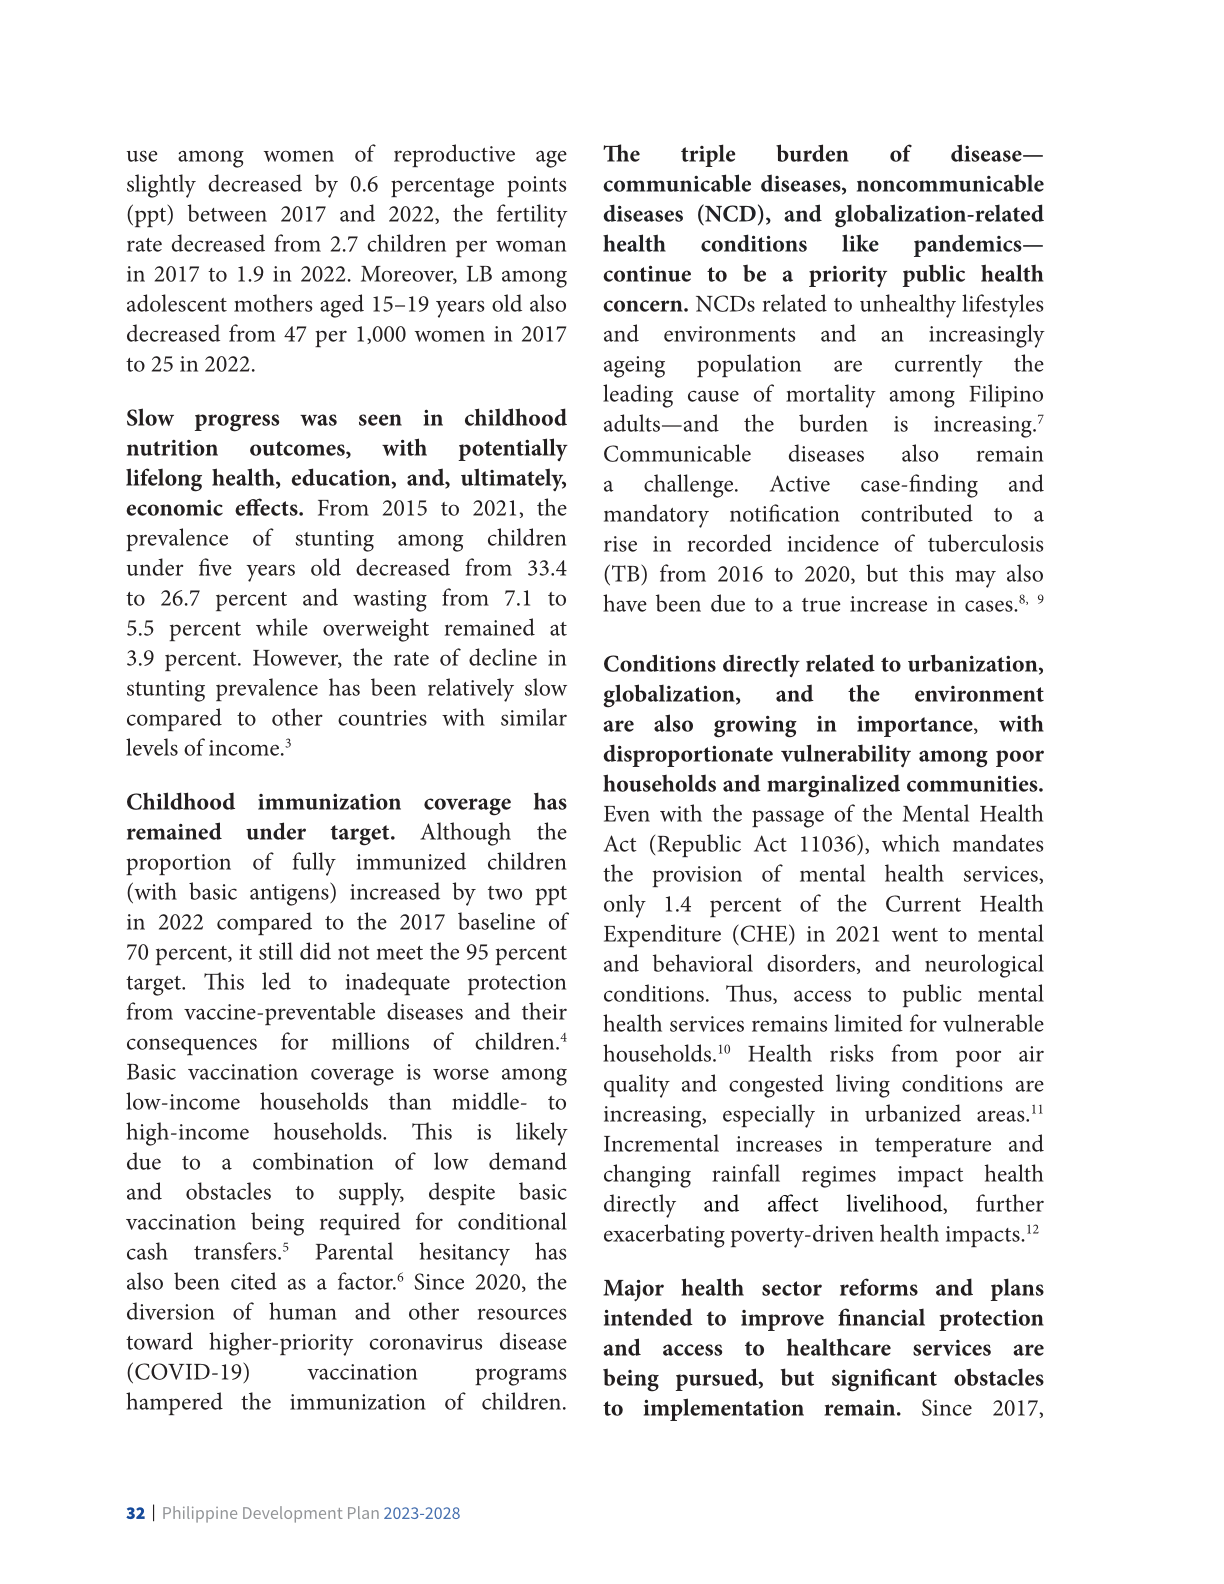 use among women of reproductive age
slightly decreased by 0.6 percentage points
(ppt) between 2017 and 2022, the fertility
rate decreased from 2.7 children per woman
in 2017 to 1.9 in 2022. Moreover, LB among
adolescent mothers aged 15–19 years old also
decreased from 47 per 1,000 women in 2017
to 25 in 2022.
Slow progress was seen in childhood
nutrition outcomes, with potentially
lifelong health, education, and, ultimately,
economic effects. From 2015 to 2021, the
prevalence of stunting among children
under five years old decreased from 33.4
to 26.7 percent and wasting from 7.1 to
5.5 percent while overweight remained at
3.9 percent. However, the rate of decline in
stunting prevalence has been relatively slow
compared to other countries with similar
levels of income.3
Childhood immunization coverage has
remained under target. Although the
proportion of fully immunized children
(with basic antigens) increased by two ppt
in 2022 compared to the 2017 baseline of
70 percent, it still did not meet the 95 percent
target. This led to inadequate protection
from vaccine-preventable diseases and their
consequences for millions of children.4
Basic vaccination coverage is worse among
low-income households than middle- to
high-income households. This is likely
due to a combination of low demand
and obstacles to supply, despite basic
vaccination being required for conditional
cash transfers.5 Parental hesitancy has
also been cited as a factor.6 Since 2020, the
diversion of human and other resources
toward higher-priority coronavirus disease
(COVID-19) vaccination programs
hampered the immunization of children.
The triple burden of disease—
communicable diseases, noncommunicable
diseases (NCD), and globalization-related
health conditions like pandemics—
continue to be a priority public health
concern. NCDs related to unhealthy lifestyles
and environments and an increasingly
ageing population are currently the
leading cause of mortality among Filipino
adults—and the burden is increasing.7
Communicable diseases also remain
a challenge. Active case-finding and
mandatory notification contributed to a
rise in recorded incidence of tuberculosis
(TB) from 2016 to 2020, but this may also
have been due to a true increase in cases.8, 9
Conditions directly related to urbanization,
globalization, and the environment
are also growing in importance, with
disproportionate vulnerability among poor
households and marginalized communities.
Even with the passage of the Mental Health
Act (Republic Act 11036), which mandates
the provision of mental health services,
only 1.4 percent of the Current Health
Expenditure (CHE) in 2021 went to mental
and behavioral disorders, and neurological
conditions. Thus, access to public mental
health services remains limited for vulnerable
households.10 Health risks from poor air
quality and congested living conditions are
increasing, especially in urbanized areas.11
Incremental increases in temperature and
changing rainfall regimes impact health
directly and affect livelihood, further
exacerbating poverty-driven health impacts.12
Major health sector reforms and plans
intended to improve financial protection
and access to healthcare services are
being pursued, but significant obstacles
to implementation remain. Since 2017,
32 | Philippine Development Plan 2023-2028